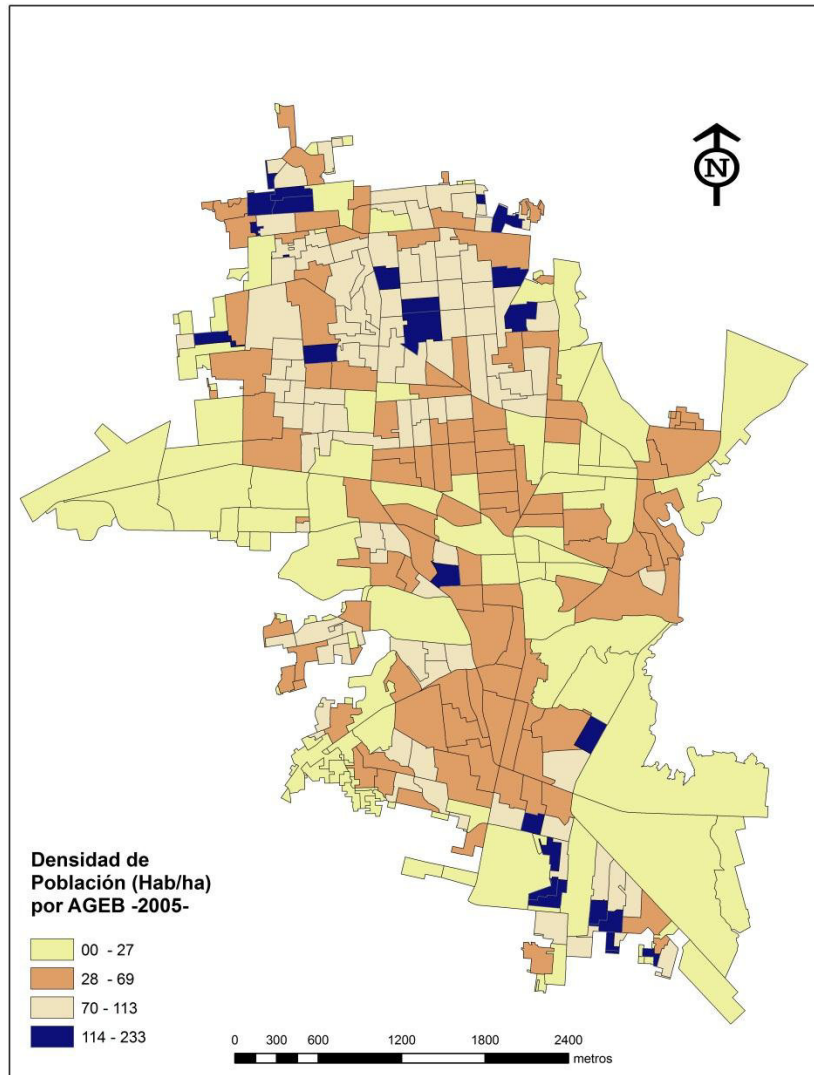 N
Densidad de
Población (Hab/ha)
por AGEB -2005-
00 - 27
28 - 69
70 - 113
114 - 233
0 600 1200 1800 2400
metros